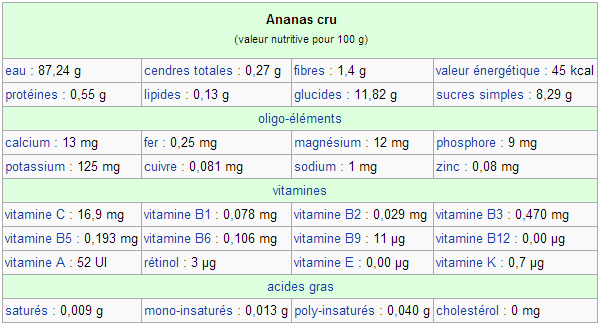 Ananas cru
(valeur nutritive pour 100 g)
eau : 87,24 g cendres totales : 0,27 g fibres : 1,4 g valeur énergétique : 45 kcal
protéines : 0,55 g lipides : 0,13 g glucides : 11,82 g sucres simples : 8,29 g
oligo-éléments
calcium : 13 mg fer : 0,25 mg magnésium : 12 mg phosphore : 9 mg
potassium : 125 mg cuivre : 0,081 mg sodium : 1 mg zinc : 0,08 mg
vitamines
vitamine C : 16,9 mg vitamine B1 : 0,078 mg vitamine B2 : 0,029 mg vitamine B3 : 0,470 mg
vitamine B5 : 0,193 mg vitamine B6 : 0,106 mg vitamine B9 : 11 µg vitamine B12 : 0,00 µg
vitamine A : 52 UI rétinol : 3 µg vitamine E : 0,00 µg vitamine K : 0,7 µg
acides gras
saturés : 0,009 g mono-insaturés : 0,013 g poly-insaturés : 0,040 g cholestérol : 0 mg